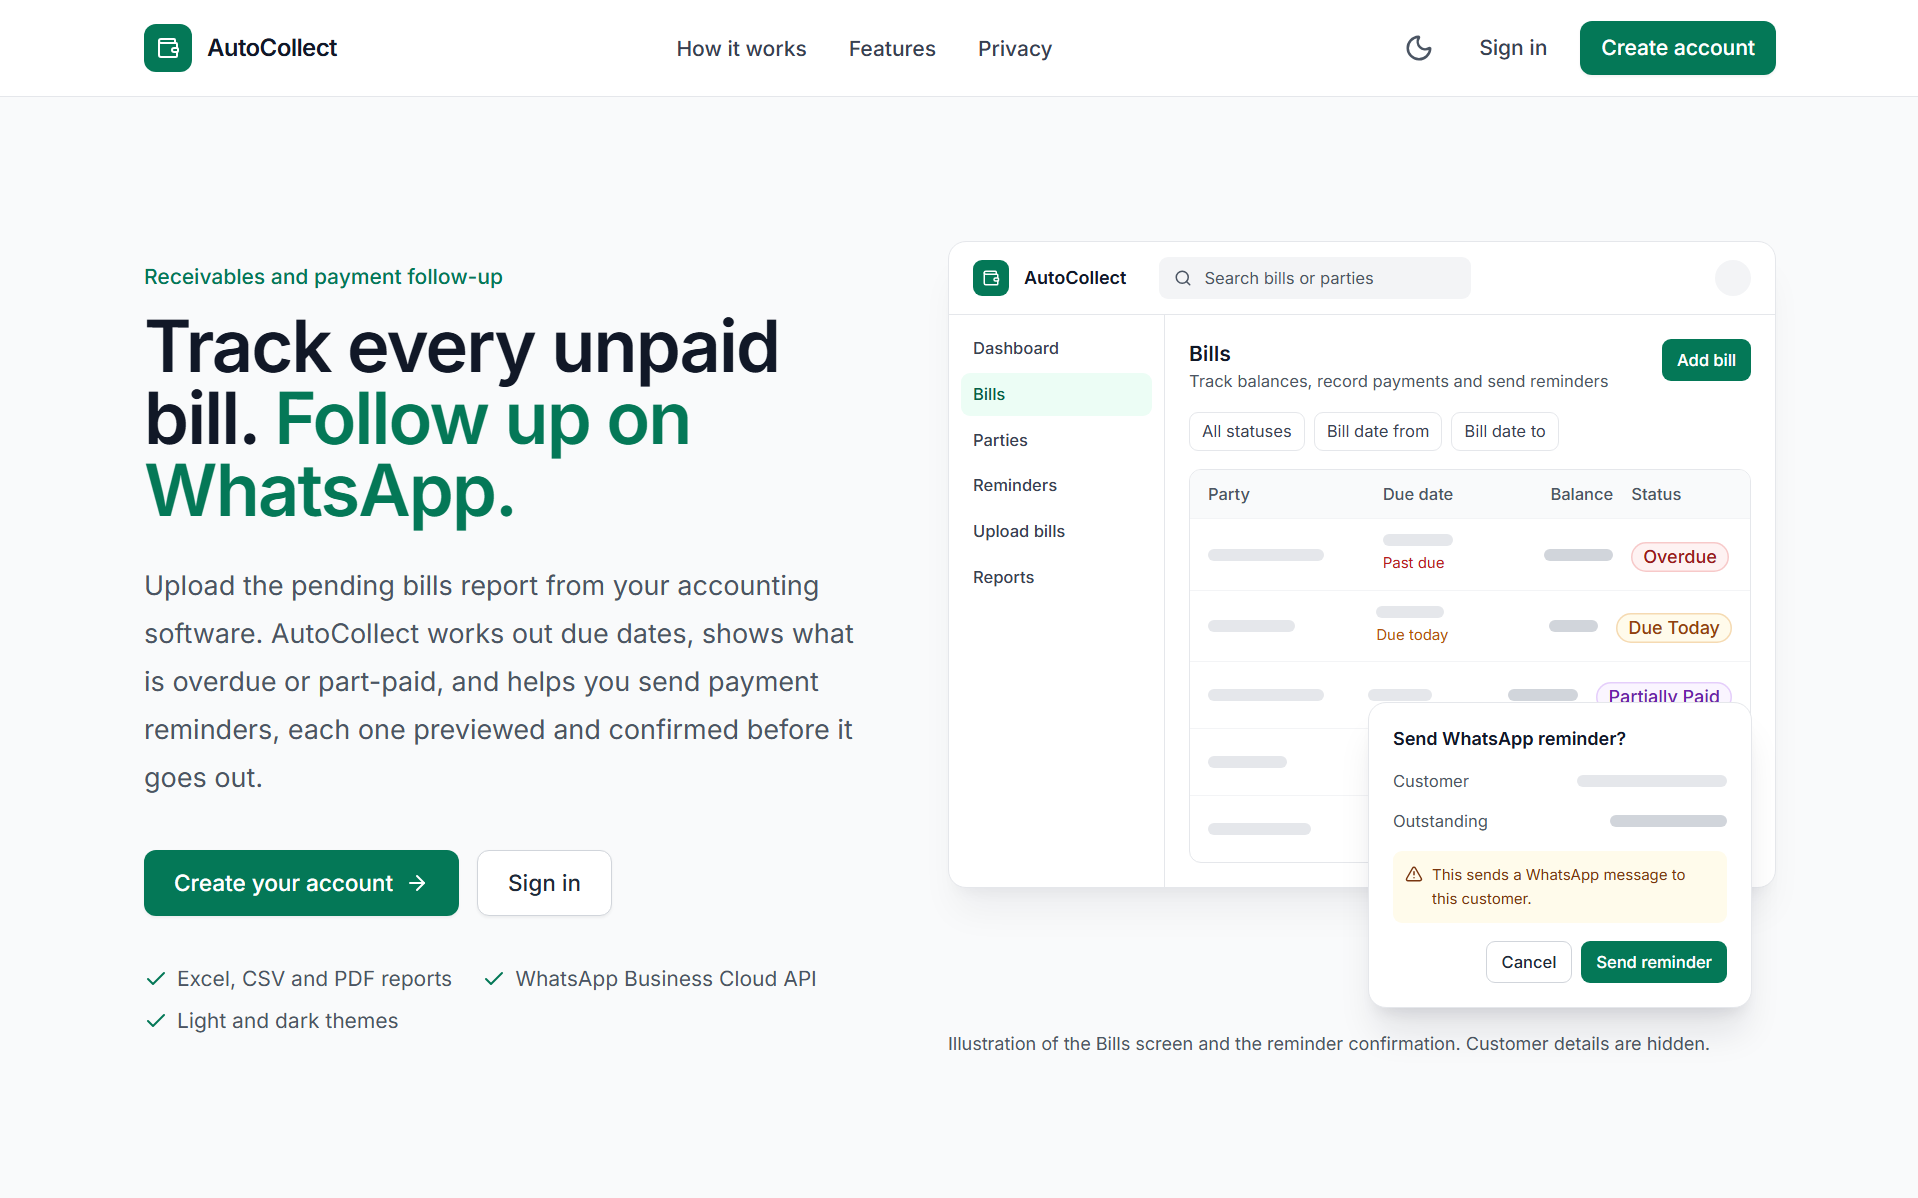 AutoCollect
How it works
Features
Privacy
Sign in
Create account
Receivables and payment follow-up
Track every unpaid
bill. Follow up on
WhatsApp.
Upload the pending bills report from your accounting
software. AutoCollect works out due dates, shows what
is overdue or part-paid, and helps you send payment
reminders, each one previewed and confirmed before it
goes out.
Create your account
Sign in
Excel, CSV and PDF reports
WhatsApp Business Cloud API
Light and dark themes
AutoCollect
Search bills or parties
Dashboard
Bills
Parties
Reminders
Upload bills
Reports
Bills
Track balances, record payments and send reminders
Add bill
All statuses
Bill date from
Bill date to
Party
Due date
Balance
Status
Past due
Overdue
Due today
Due Today
Partially Paid
Send WhatsApp reminder?
Customer
Outstanding
This sends a WhatsApp message to
this customer.
Cancel
Send reminder
Illustration of the Bills screen and the reminder confirmation. Customer details are hidden.